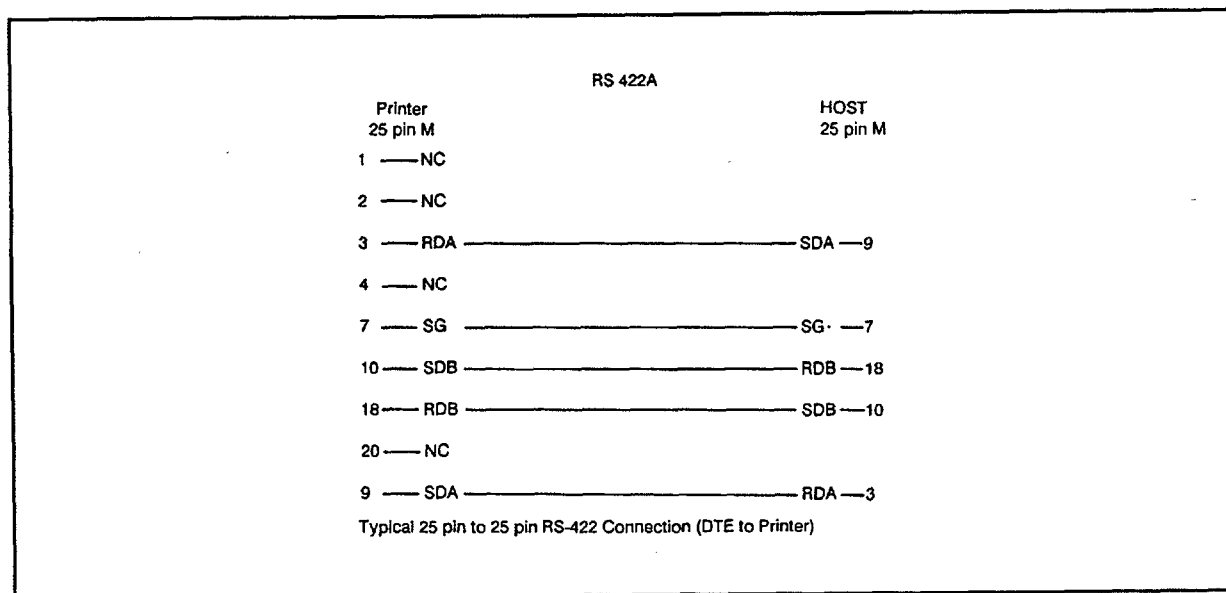 RS 422A
Printer HOST
25 pin M 25 pin M
1 NC
2 NC
3 RDA SDA 9
4 NC
7 SG SG 7
10 SDB RDB 18
18 RDB SDB 10
20 NC
9 SDA RDA 3
Typical 25 pin to 25 pin RS-422 Connection (DTE to Printer)